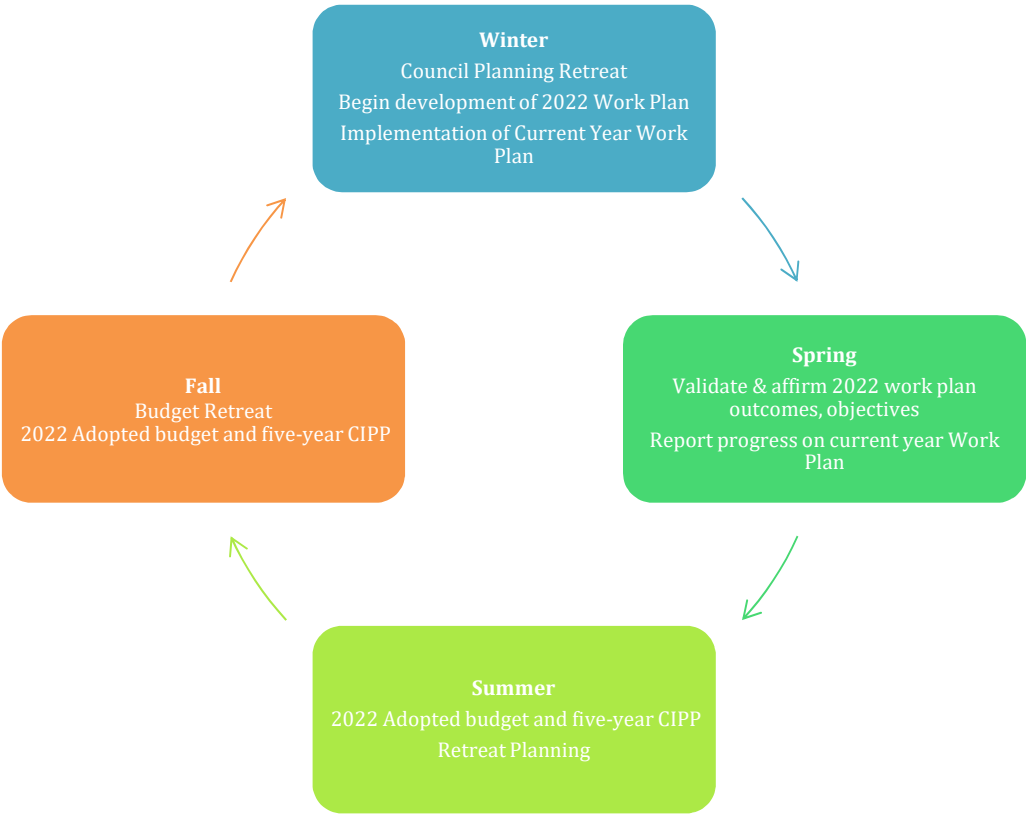 Winter
Council Planning Retreat
Begin development of 2022 Work Plan
Implementation of Current Year Work
Plan
Spring
Validate & affirm 2022 work plan
outcomes, objectives
Report progress on current year Work
Plan
Summer
2022 Adopted budget and five-year CIPP
Retreat Planning
Fall
Budget Retreat
2022 Adopted budget and five-year CIPP